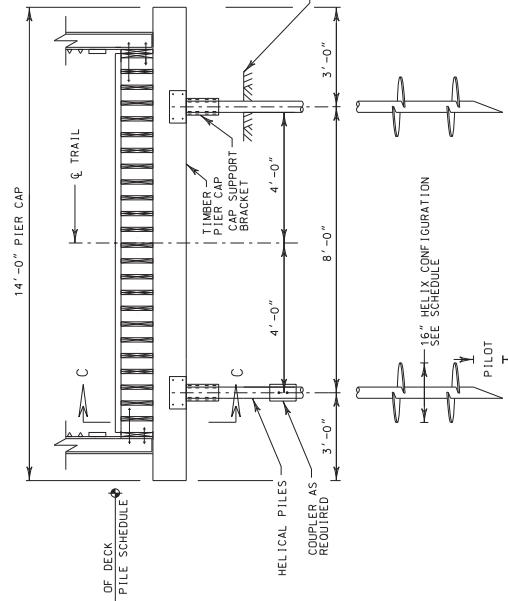 14'-0" PIER CAP
℄ TRAIL
OF DECK
PILE SCHEDULE
C
C
TIMBER
PIER CAP
CAP SUPPORT
BRACKET
HELICAL PILES
COUPLER AS
REQUIRED
4'-0"
4'-0"
3'-0"
8'-0"
3'-0"
16" HELIX CONFIGURATION
SEE SCHEDULE
PILOT